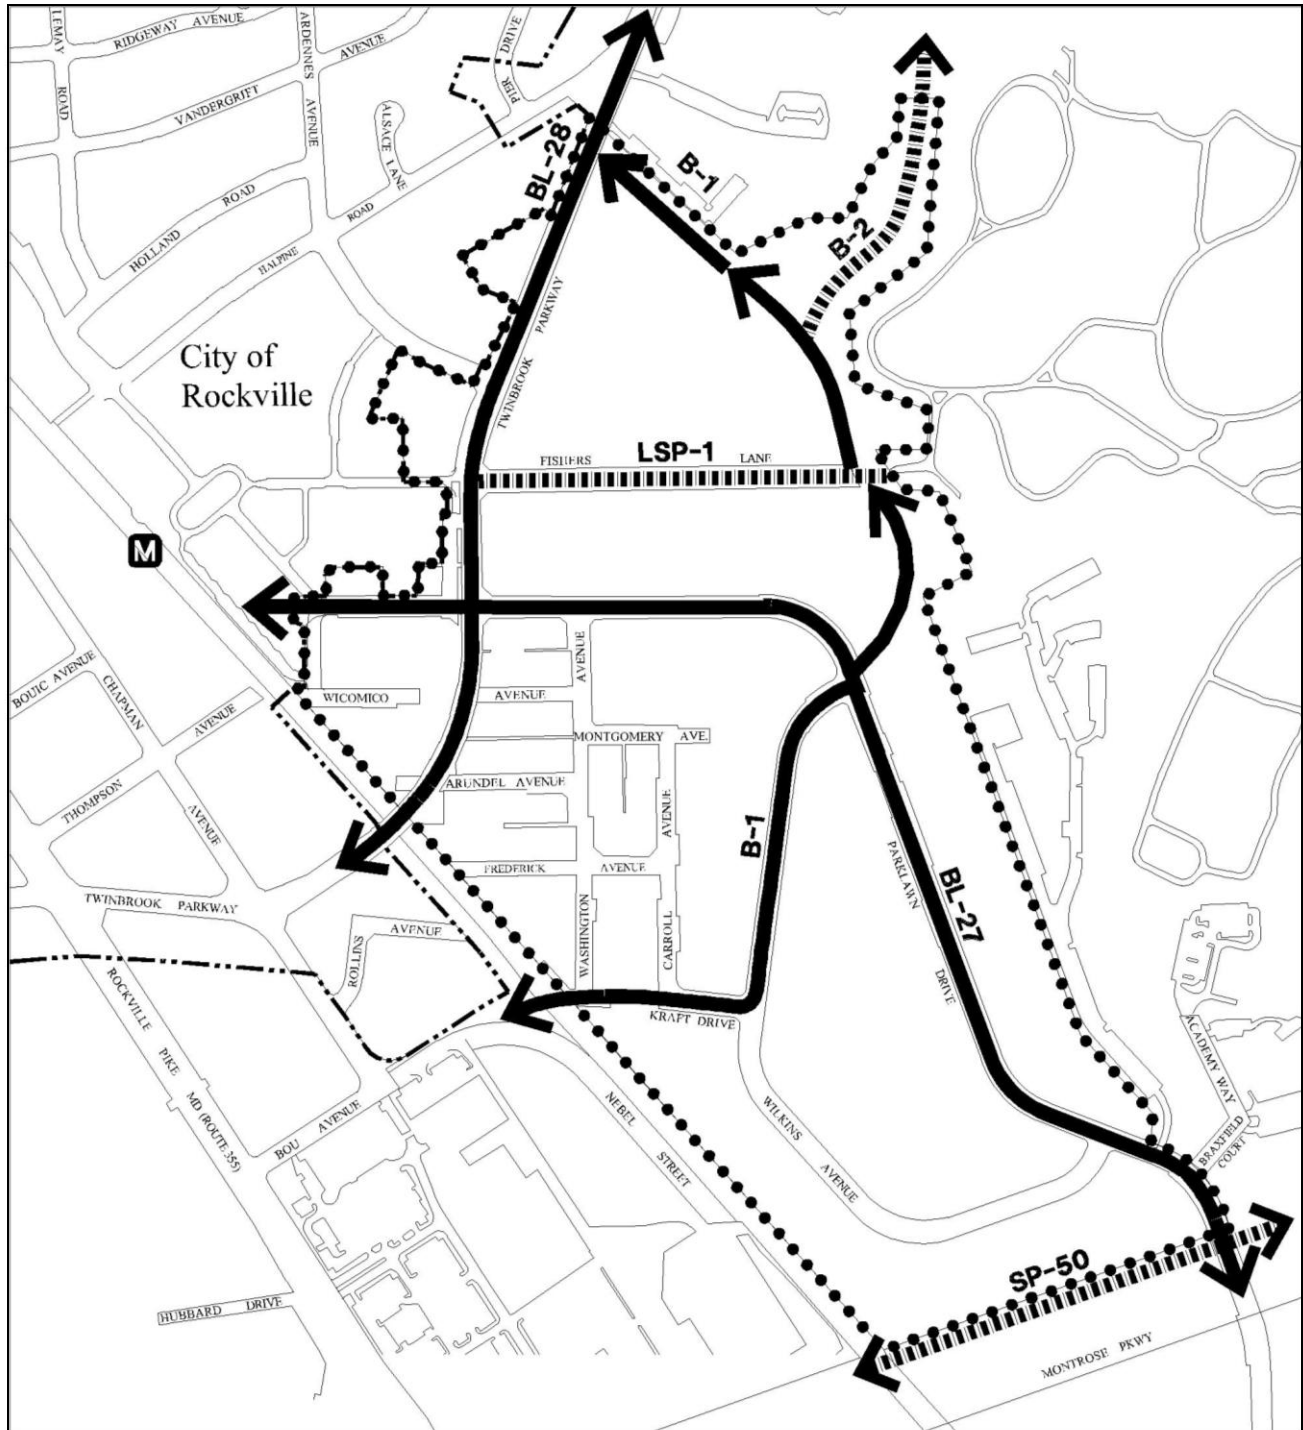 LEMAY
ROAD
RIDGEWAY AVENUE
ARDENNES
AVENUE
AVENUE
VANDERGRIFT
DRIVE
PIER
ALSACE LANE
HOLLAND ROAD
HALPINE
ROAD
BL-28
B-1
B-2
City of
Rockville
TWINBROOK PARKWAY
FISHERS LANE
LSP-1
M
BOUIC AVENUE
CHAPMAN
AVENUE
THOMPSON
AVENUE
WICOMICO
AVENUE
AVENUE
MONTGOMERY AVE.
ARUNDEL AVENUE
AVENUE
FREDERICK AVENUE
WASHINGTON
CARROLL
B-1
PARKLAWN
DRIVE
BL-27
TWINBROOK PARKWAY
ROLLINS
AVENUE
ROCKVILLE PIKE MD (ROUTE 355)
KRAFT DRIVE
BOU AVENUE
NEBEL
STREET
WILKINS
AVENUE
ACADEMY WAY
BRAXFIELD
COURT
SP-50
HUBBARD DRIVE
MONTROSE PKWY